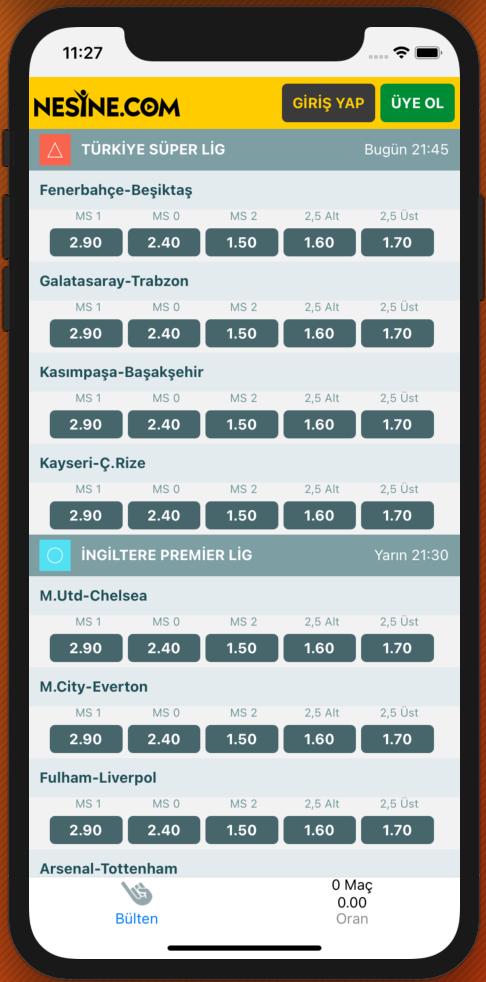 11:27
NESİNE.COM
GİRİŞ YAP
ÜYE OL
TÜRKİYE SÜPER LİG Bugün 21:45
Fenerbahçe-Beşiktaş
MS 1 MS 0 MS 2 2,5 Alt 2,5 Üst
2.90 2.40 1.50 1.60 1.70
Galatasaray-Trabzon
MS 1 MS 0 MS 2 2,5 Alt 2,5 Üst
2.90 2.40 1.50 1.60 1.70
Kasımpaşa-Başakşehir
MS 1 MS 0 MS 2 2,5 Alt 2,5 Üst
2.90 2.40 1.50 1.60 1.70
Kayseri-Ç.Rize
MS 1 MS 0 MS 2 2,5 Alt 2,5 Üst
2.90 2.40 1.50 1.60 1.70
İNGİLTERE PREMİER LİG Yarın 21:30
M.Utd-Chelsea
MS 1 MS 0 MS 2 2,5 Alt 2,5 Üst
2.90 2.40 1.50 1.60 1.70
M.City-Everton
MS 1 MS 0 MS 2 2,5 Alt 2,5 Üst
2.90 2.40 1.50 1.60 1.70
Fulham-Liverpol
MS 1 MS 0 MS 2 2,5 Alt 2,5 Üst
2.90 2.40 1.50 1.60 1.70
Arsenal-Tottenham
Bülten
0 Maç
0.00
Oran